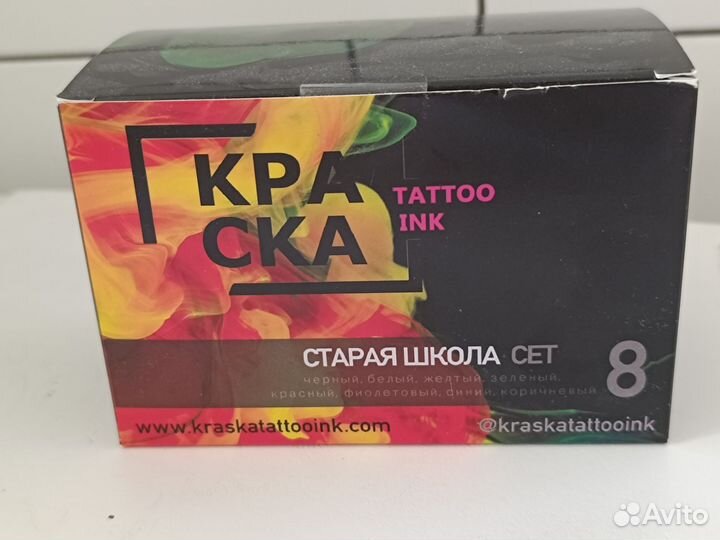 КРА
СКА
TATTOO
INK
СТАРАЯ ШКОЛА СЕТ
черный, белый, желтый, зеленый,
красный, фиолетовый, синий, коричневый
8
www.kraskatattooink.com
@kraskatattooink
Avito